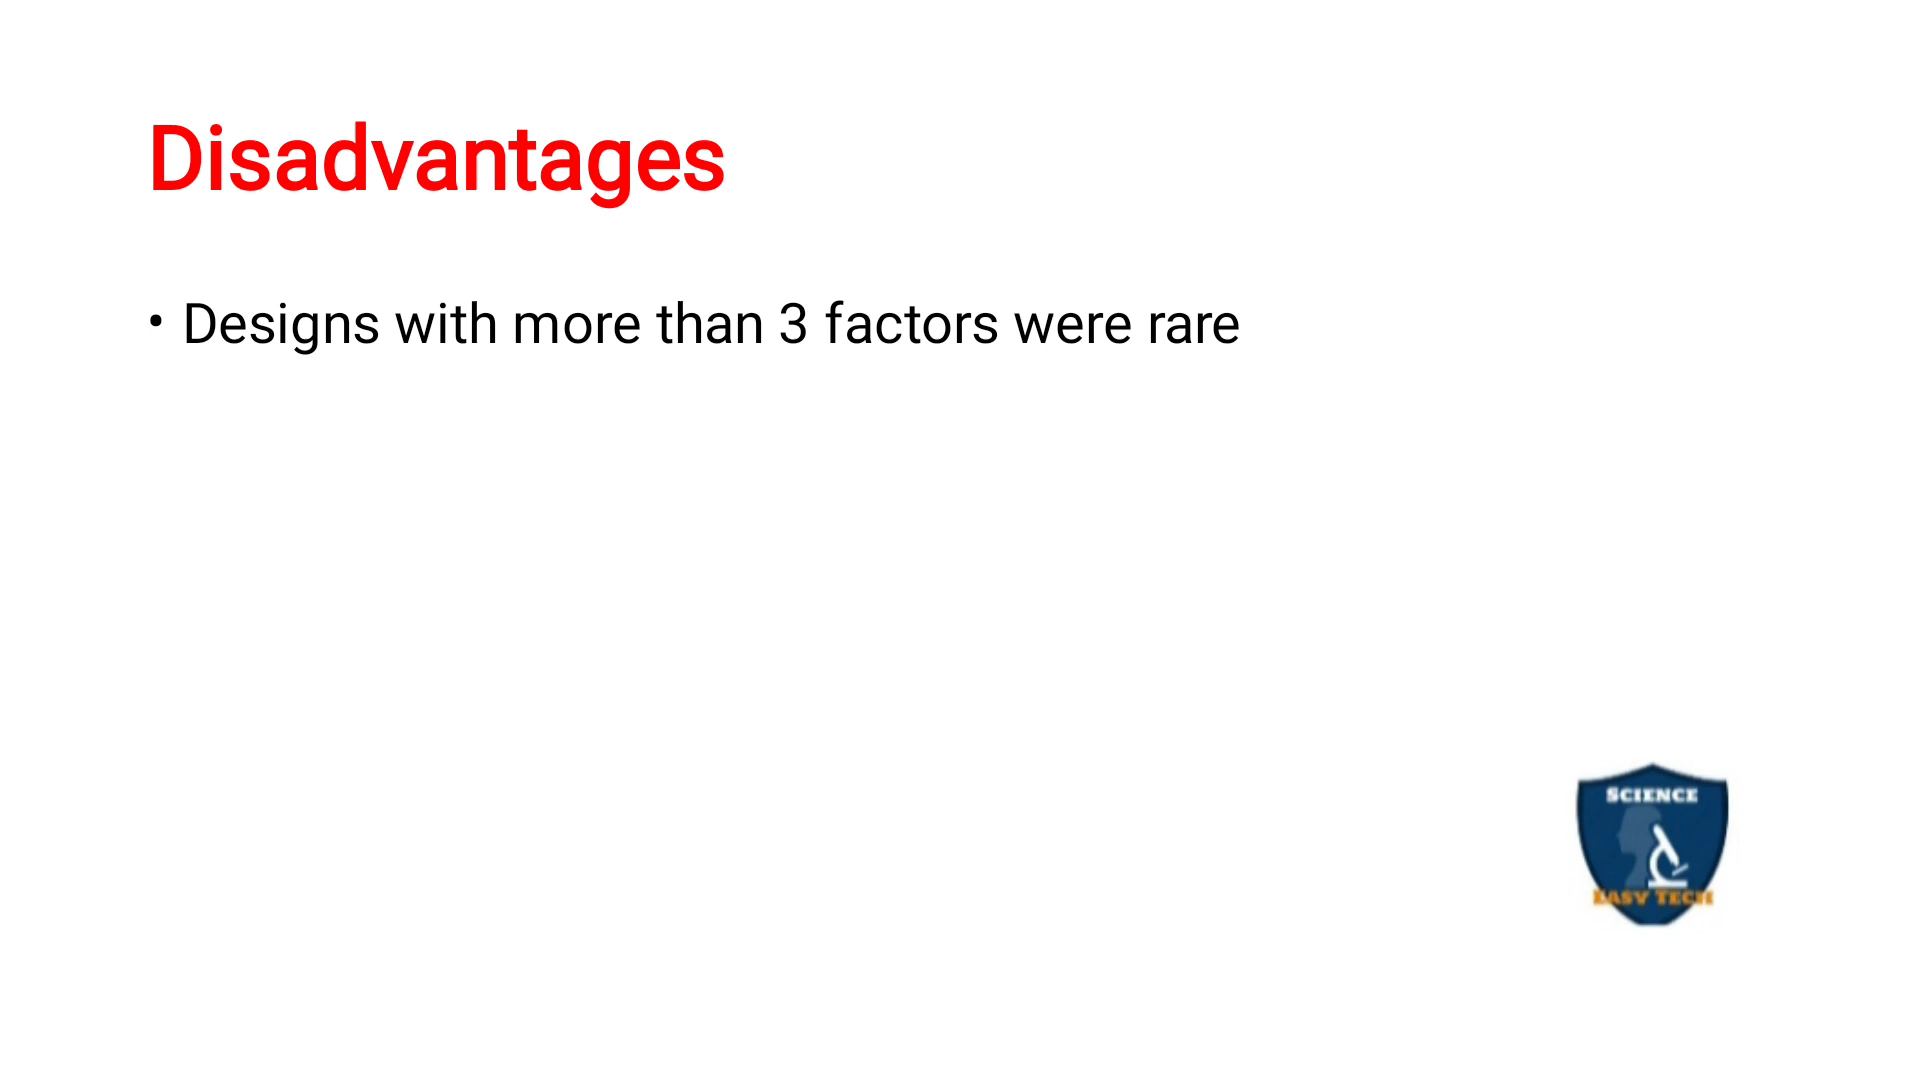 Disadvantages
• Designs with more than 3 factors were rare
SCIENCE
EASY TECH